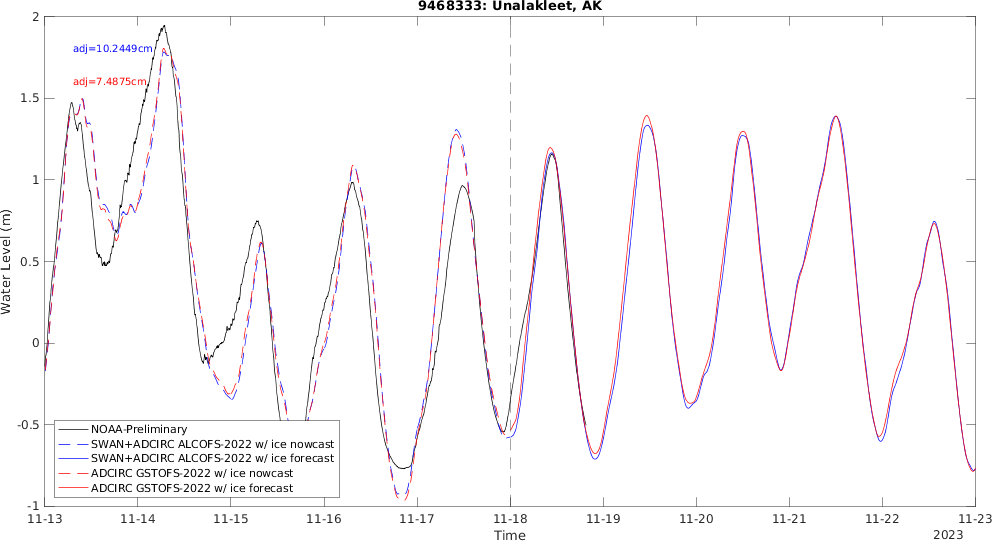 9468333: Unalakleet, AK
2
adj=10.2449cm
adj=7.4875cm
1.5
1
Water Level (m)
0.5
0
-0.5
NOAA-Preliminary
SWAN+ADCIRC ALCOFS-2022 w/ ice nowcast
SWAN+ADCIRC ALCOFS-2022 w/ ice forecast
ADCIRC GSTOFS-2022 w/ ice nowcast
ADCIRC GSTOFS-2022 w/ ice forecast
-1
11-13 11-14 11-15 11-16 11-17 11-18 11-19 11-20 11-21 11-22 11-23
Time
2023